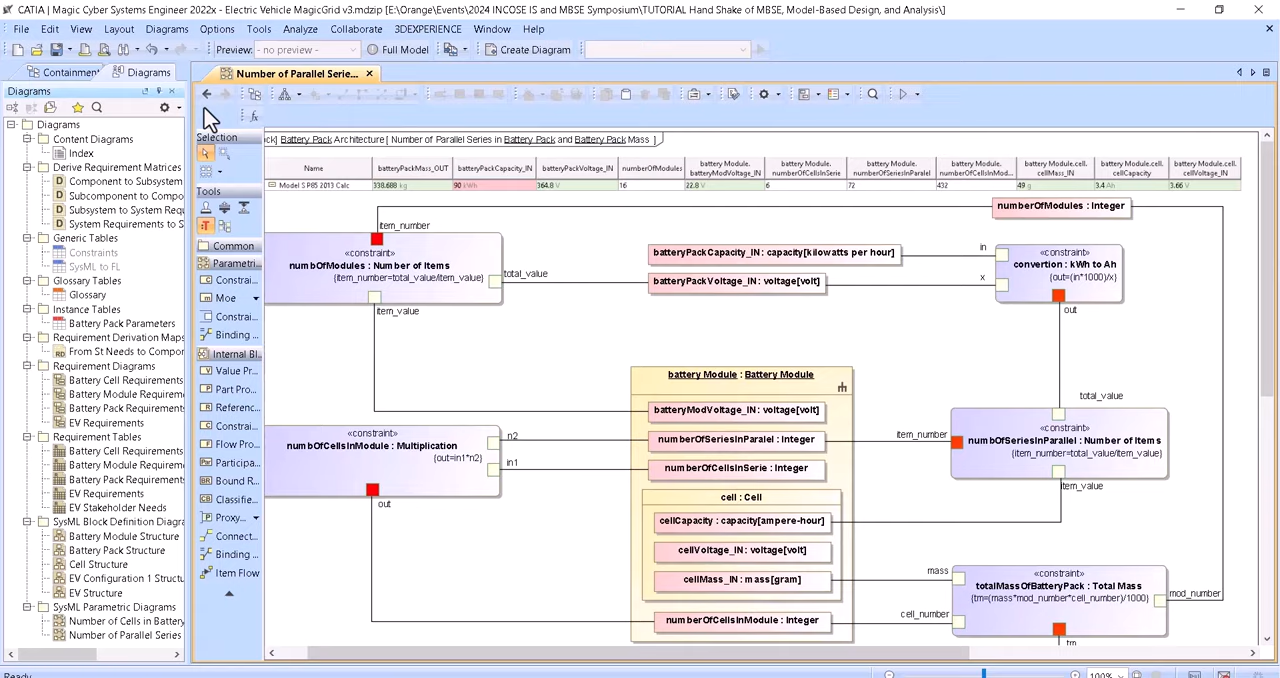 CATIA | Magic Cyber Systems Engineer 2022x - Electric Vehicle MagicGrid v3.mdzip [E:\Orange\Events\2024 INCOSE IS and MBSE Symposium\TUTORIAL Hand Shake of MBSE, Model-Based Design, and Analysis\]
File Edit View Layout Diagrams Options Tools Analyze Collaborate 3DEXPERIENCE Window Help
Preview: - no preview - Full Model Create Diagram
Containment Diagrams Number of Parallel Serie...
Diagrams
Diagrams
Content Diagrams
Index
Derive Requirement Matrices
Component to Subsystem
Subcomponent to Compo
Subsystem to System Requ
System Requirements to S
Generic Tables
Constraints
SysML to FL
Glossary Tables
Glossary
Instance Tables
Battery Pack Parameters
Requirement Derivation Maps
From St Needs to Compor
Requirement Diagrams
Battery Cell Requirements
Battery Module Requiremen
Battery Pack Requirements
EV Requirements
Requirement Tables
Battery Cell Requirements
Battery Module Requireme
Battery Pack Requirements
EV Requirements
EV Stakeholder Needs
SysML Block Definition Diagra
Battery Module Structure
Battery Pack Structure
Cell Structure
EV Configuration 1 Structu
EV Structure
SysML Parametric Diagrams
Number of Cells in Battery
Number of Parallel Series
Selection
Tools
Common
Parametri
Constrai...
Moe
Constrai...
Binding ...
Internal Bl...
Value Pr...
Part Pro...
Referenc...
Constrai...
Flow Pro...
Participa...
Bound R...
Classifie...
Proxy...
Connect...
Binding ...
Item Flow
ck] Battery Pack Architecture [ Number of Parallel Series in Battery Pack and Battery Pack Mass ]
Name batteryPackMass_OUT batteryPackCapacity_IN batteryPackVoltage_IN numberOfModules battery Module. batteryModVoltage_IN battery Module. numberOfCellsInSerie battery Module. numberOfSeriesInParalel battery Module. numberOfCellsInMod... battery Module.cell. cellMass_IN battery Module.cell. cellCapacity battery Module.cell. cellVoltage_IN
Model S P85 2013 Calc 338.688 kg 90 kWh 364.8 V 16 22.8 V 6 72 432 49 g 3.4 Ah 3.66 V
numberOfModules : Integer
item_number
«constraint»
numbOfModules : Number of Items
{item_number=total_value/item_value}
total_value
item_value
batteryPackCapacity_IN : capacity[kilowatts per hour]
batteryPackVoltage_IN : voltage[volt]
in
x
«constraint»
convertion : kWh to Ah
{out=(in*1000)/x}
out
battery Module : Battery Module
batteryModVoltage_IN : voltage[volt]
numberOfSeriesInParalel : Integer
numberOfCellsInSerie : Integer
cell : Cell
cellCapacity : capacity[ampere-hour]
cellVoltage_IN : voltage[volt]
cellMass_IN : mass[gram]
numberOfCellsInModule : Integer
«constraint»
numbOfCellsInModule : Multiplication
{out=in1*n2}
n2
in1
out
total_value
item_number
«constraint»
numbOfSeriesInParallel : Number of Items
{item_number=total_value/item_value}
item_value
mass
cell_number
«constraint»
totalMassOfBatteryPack : Total Mass
{tm=(mass*mod_number*cell_number)/1000}
mod_number
tm
Ready 100%